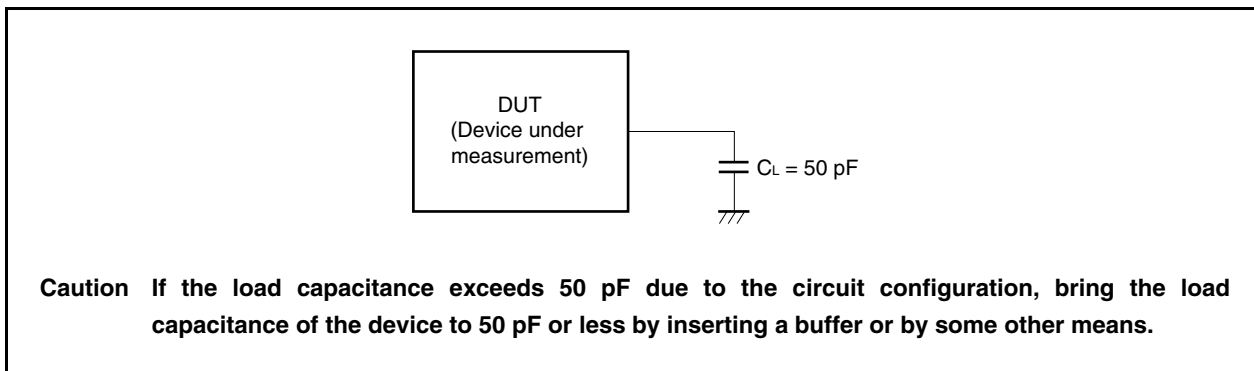 DUT
(Device under
measurement)
CL = 50 pF
Caution If the load capacitance exceeds 50 pF due to the circuit configuration, bring the load
capacitance of the device to 50 pF or less by inserting a buffer or by some other means.